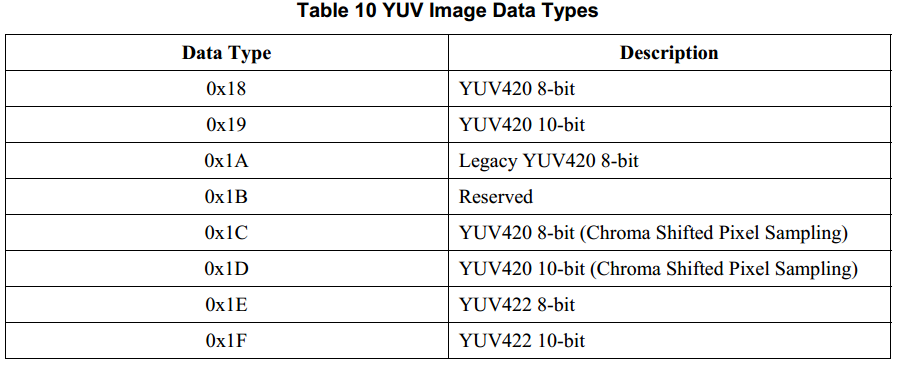 Table 10 YUV Image Data Types
Data Type Description
0x18 YUV420 8-bit
0x19 YUV420 10-bit
0x1A Legacy YUV420 8-bit
0x1B Reserved
0x1C YUV420 8-bit (Chroma Shifted Pixel Sampling)
0x1D YUV420 10-bit (Chroma Shifted Pixel Sampling)
0x1E YUV422 8-bit
0x1F YUV422 10-bit